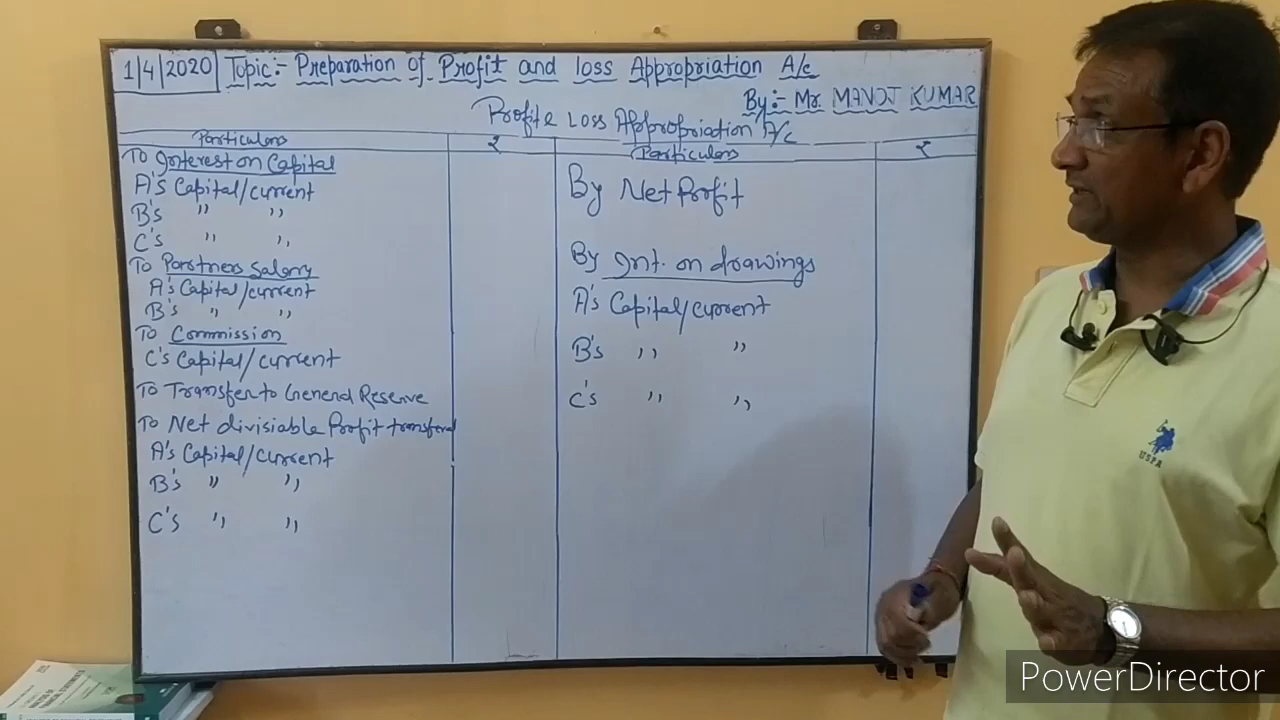 1/4/2020 Topic:- Preparation of Profit and loss Appropriation A/c
By:- Mr. MANOJ KUMAR
Profit & Loss Appropriation A/c
Particulars ₹ Particulars ₹
To Interest on Capital
A's Capital/current
B's " "
C's " "
To Partners Salary
A's Capital/current
B's " "
To Commission
C's Capital/current
To Transfer to General Reserve
To Net divisiable Profit transferred
A's Capital/current
B's " "
C's " "
By Net Profit
By Int. on drawings
A's Capital/current
B's " "
C's " "
USPA
PowerDirector